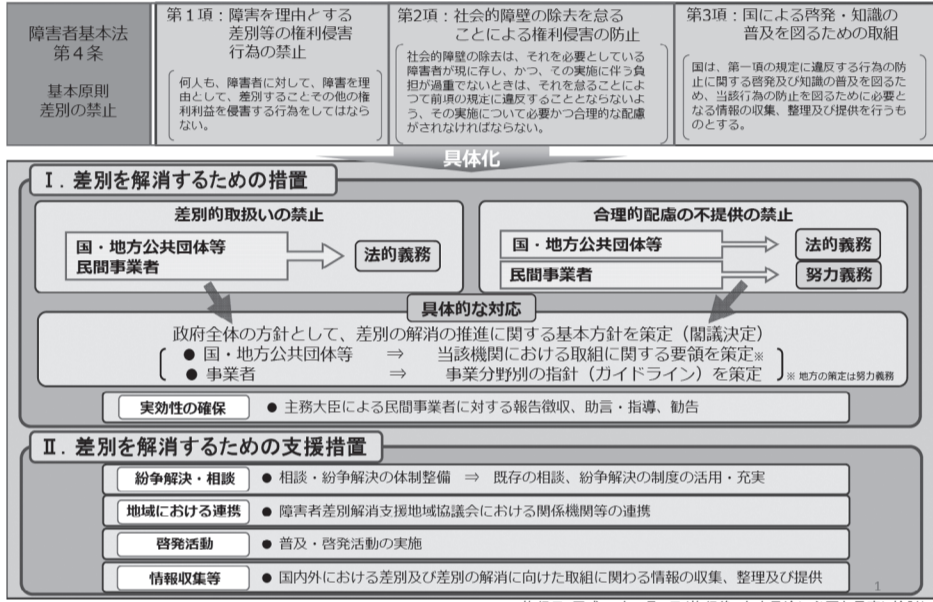 障害者基本法
第4条
基本原則
差別の禁止
第1項：障害を理由とする
差別等の権利侵害
行為の禁止
何人も、障害者に対して、障害を理
由として、差別することその他の権
利利益を侵害する行為をしてはなら
ない。
第2項：社会的障壁の除去を怠る
ことによる権利侵害の防止
社会的障壁の除去は、それを必要としている
障害者が現に存し、かつ、その実施に伴う負
担が過重でないときは、それを怠ることによ
つて前項の規定に違反することとならないよ
う、その実施について必要かつ合理的な配慮
がされなければならない。
第3項：国による啓発・知識の
普及を図るための取組
国は、第一項の規定に違反する行為の防
止に関する啓発及び知識の普及を図るた
め、当該行為の防止を図るために必要と
なる情報の収集、整理及び提供を行うも
のとする。
具体化
Ⅰ．差別を解消するための措置
差別的取扱いの禁止
国・地方公共団体等
民間事業者
法的義務
合理的配慮の不提供の禁止
国・地方公共団体等
法的義務
民間事業者
努力義務
具体的な対応
政府全体の方針として、差別の解消の推進に関する基本方針を策定（閣議決定）
● 国・地方公共団体等 ⇒ 当該機関における取組に関する要領を策定※
● 事業者 ⇒ 事業分野別の指針（ガイドライン）を策定
※ 地方の策定は努力義務
実効性の確保 ● 主務大臣による民間事業者に対する報告徴収、助言・指導、勧告
Ⅱ．差別を解消するための支援措置
紛争解決・相談 ● 相談・紛争解決の体制整備 ⇒ 既存の相談、紛争解決の制度の活用・充実
地域における連携 ● 障害者差別解消支援地域協議会における関係機関等の連携
啓発活動 ● 普及・啓発活動の実施
情報収集等 ● 国内外における差別及び差別の解消に向けた取組に関わる情報の収集、整理及び提供
1